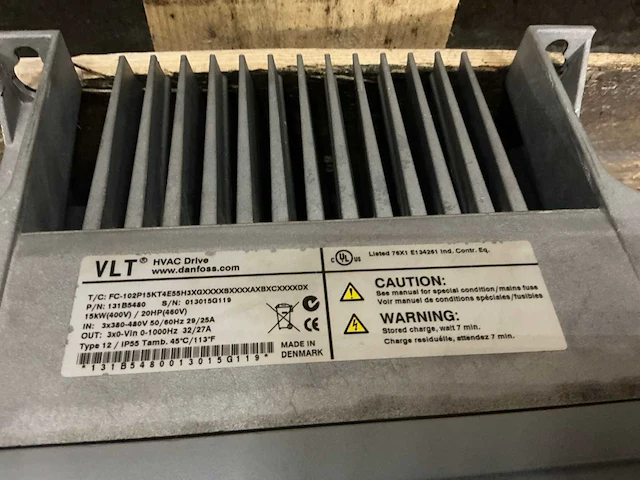 VLT® HVAC Drive
www.danfoss.com
T/C: FC-102P15KT4E55H3XGXXXXSXXXXAXBXCXXXXDX
P/N: 131B5480 S/N: 013015G119
15kW(400V) / 20HP(460V)
IN: 3x380-480V 50/60Hz 29/25A
OUT: 3x0-Vin 0-1000Hz 32/27A
Type 12 / IP55 Tamb. 45°C/113°F
MADE IN
DENMARK
*131B5480013015G119*
c UL US Listed 76X1 E134261 Ind. Contr. Eq.
CAUTION:
See manual for special condition / mains fuse
Voir manuel de conditions spéciales/fusibles
WARNING:
Stored charge, wait 7 min.
Charge residuélle, attendez 7 min.